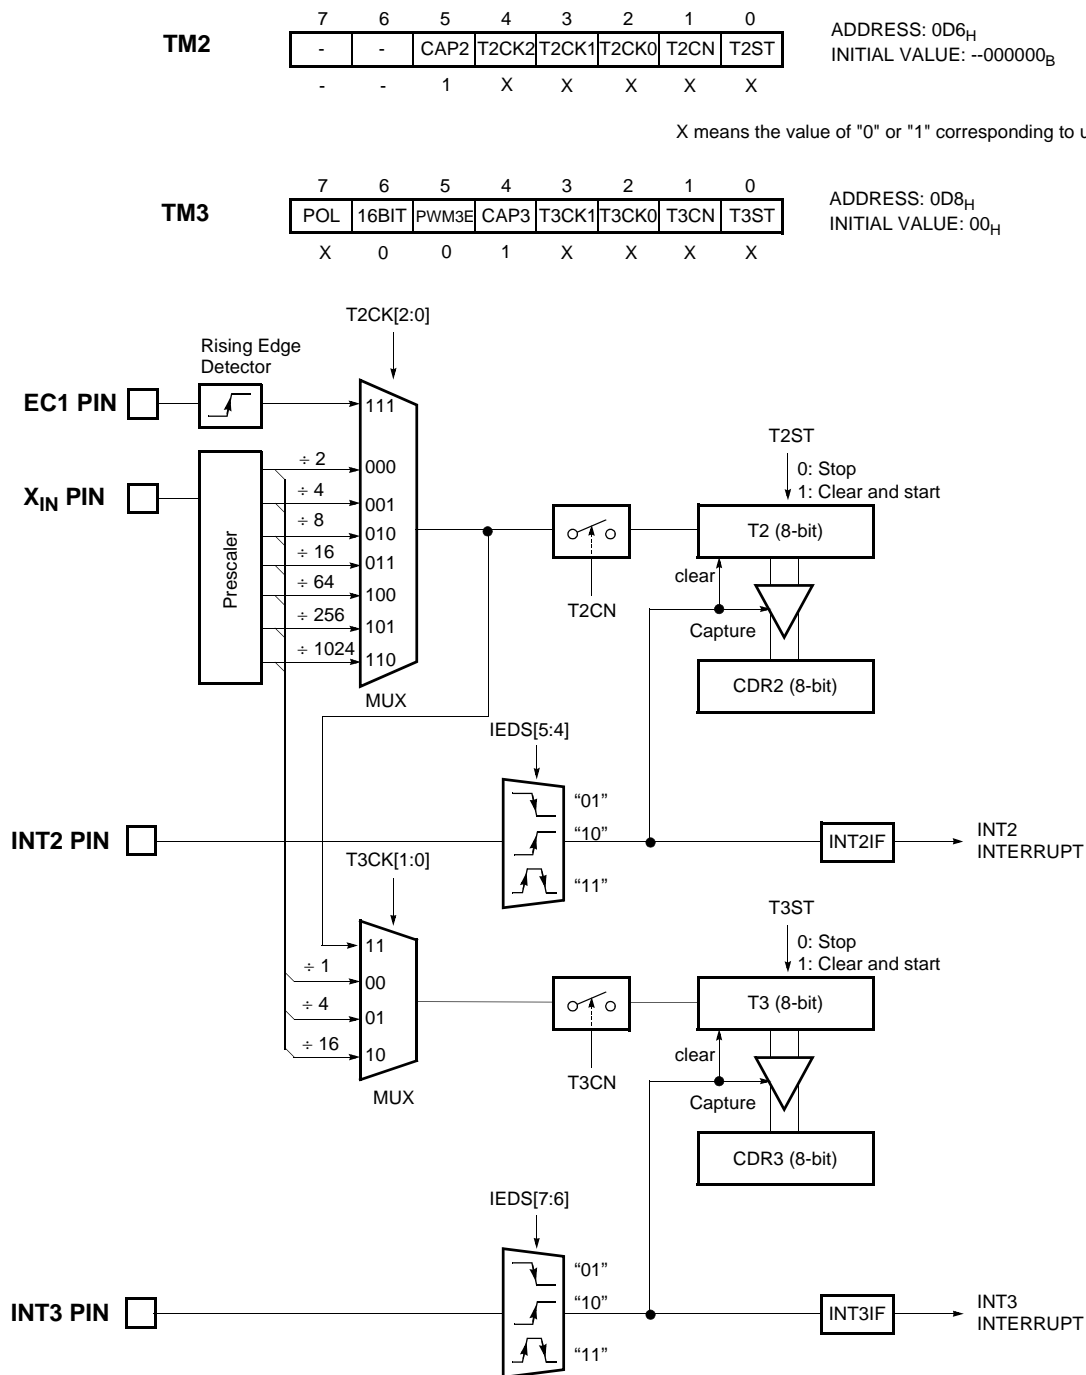 7 6 5 4 3 2 1 0
TM2 - - CAP2 T2CK2 T2CK1 T2CK0 T2CN T2ST
ADDRESS: 0D6H
INITIAL VALUE: --000000B
- - 1 X X X X X
X means the value of "0" or "1" corresponding to u
7 6 5 4 3 2 1 0
TM3 POL 16BIT PWM3E CAP3 T3CK1 T3CK0 T3CN T3ST
ADDRESS: 0D8H
INITIAL VALUE: 00H
X 0 0 1 X X X X
T2CK[2:0]
Rising Edge
Detector
EC1 PIN
111
T2ST
0: Stop
1: Clear and start
XIN PIN
Prescaler
÷ 2 000
÷ 4 001
÷ 8 010
÷ 16 011
÷ 64 100
÷ 256 101
÷ 1024 110
MUX
T2CN
T2 (8-bit)
clear
Capture
CDR2 (8-bit)
IEDS[5:4]
“01”
INT2 PIN
“10”
“11”
INT2IF
INT2
INTERRUPT
T3CK[1:0]
T3ST
0: Stop
1: Clear and start
11
÷ 1 00
÷ 4 01
÷ 16 10
MUX
T3CN
T3 (8-bit)
clear
Capture
CDR3 (8-bit)
IEDS[7:6]
“01”
INT3 PIN
“10”
“11”
INT3IF
INT3
INTERRUPT